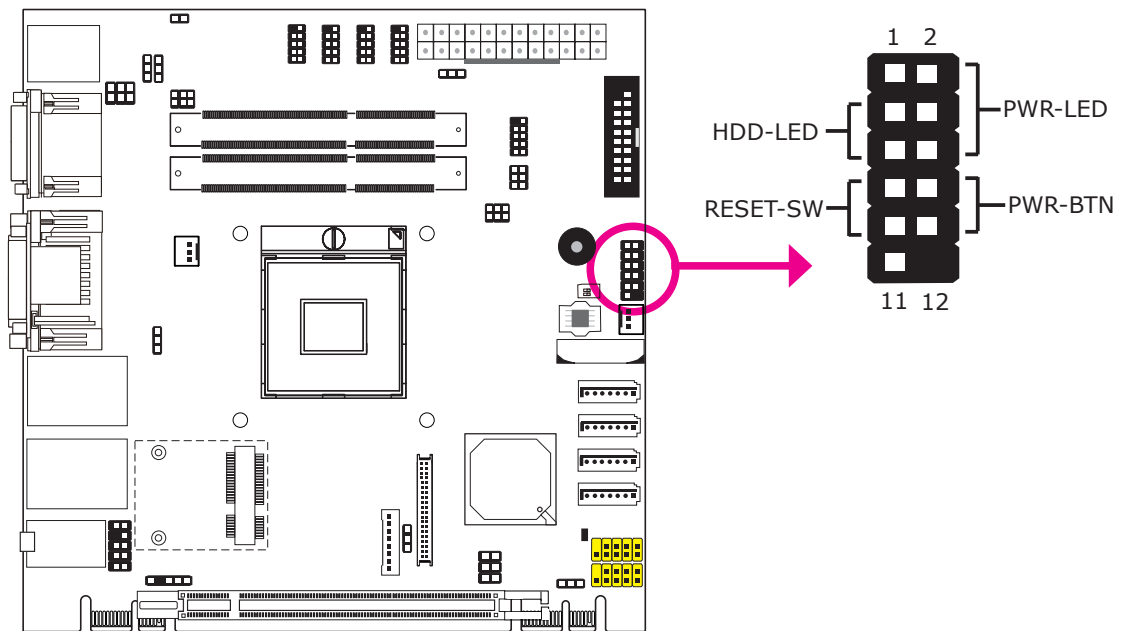 1 2
PWR-LED
HDD-LED
RESET-SW
PWR-BTN
11 12